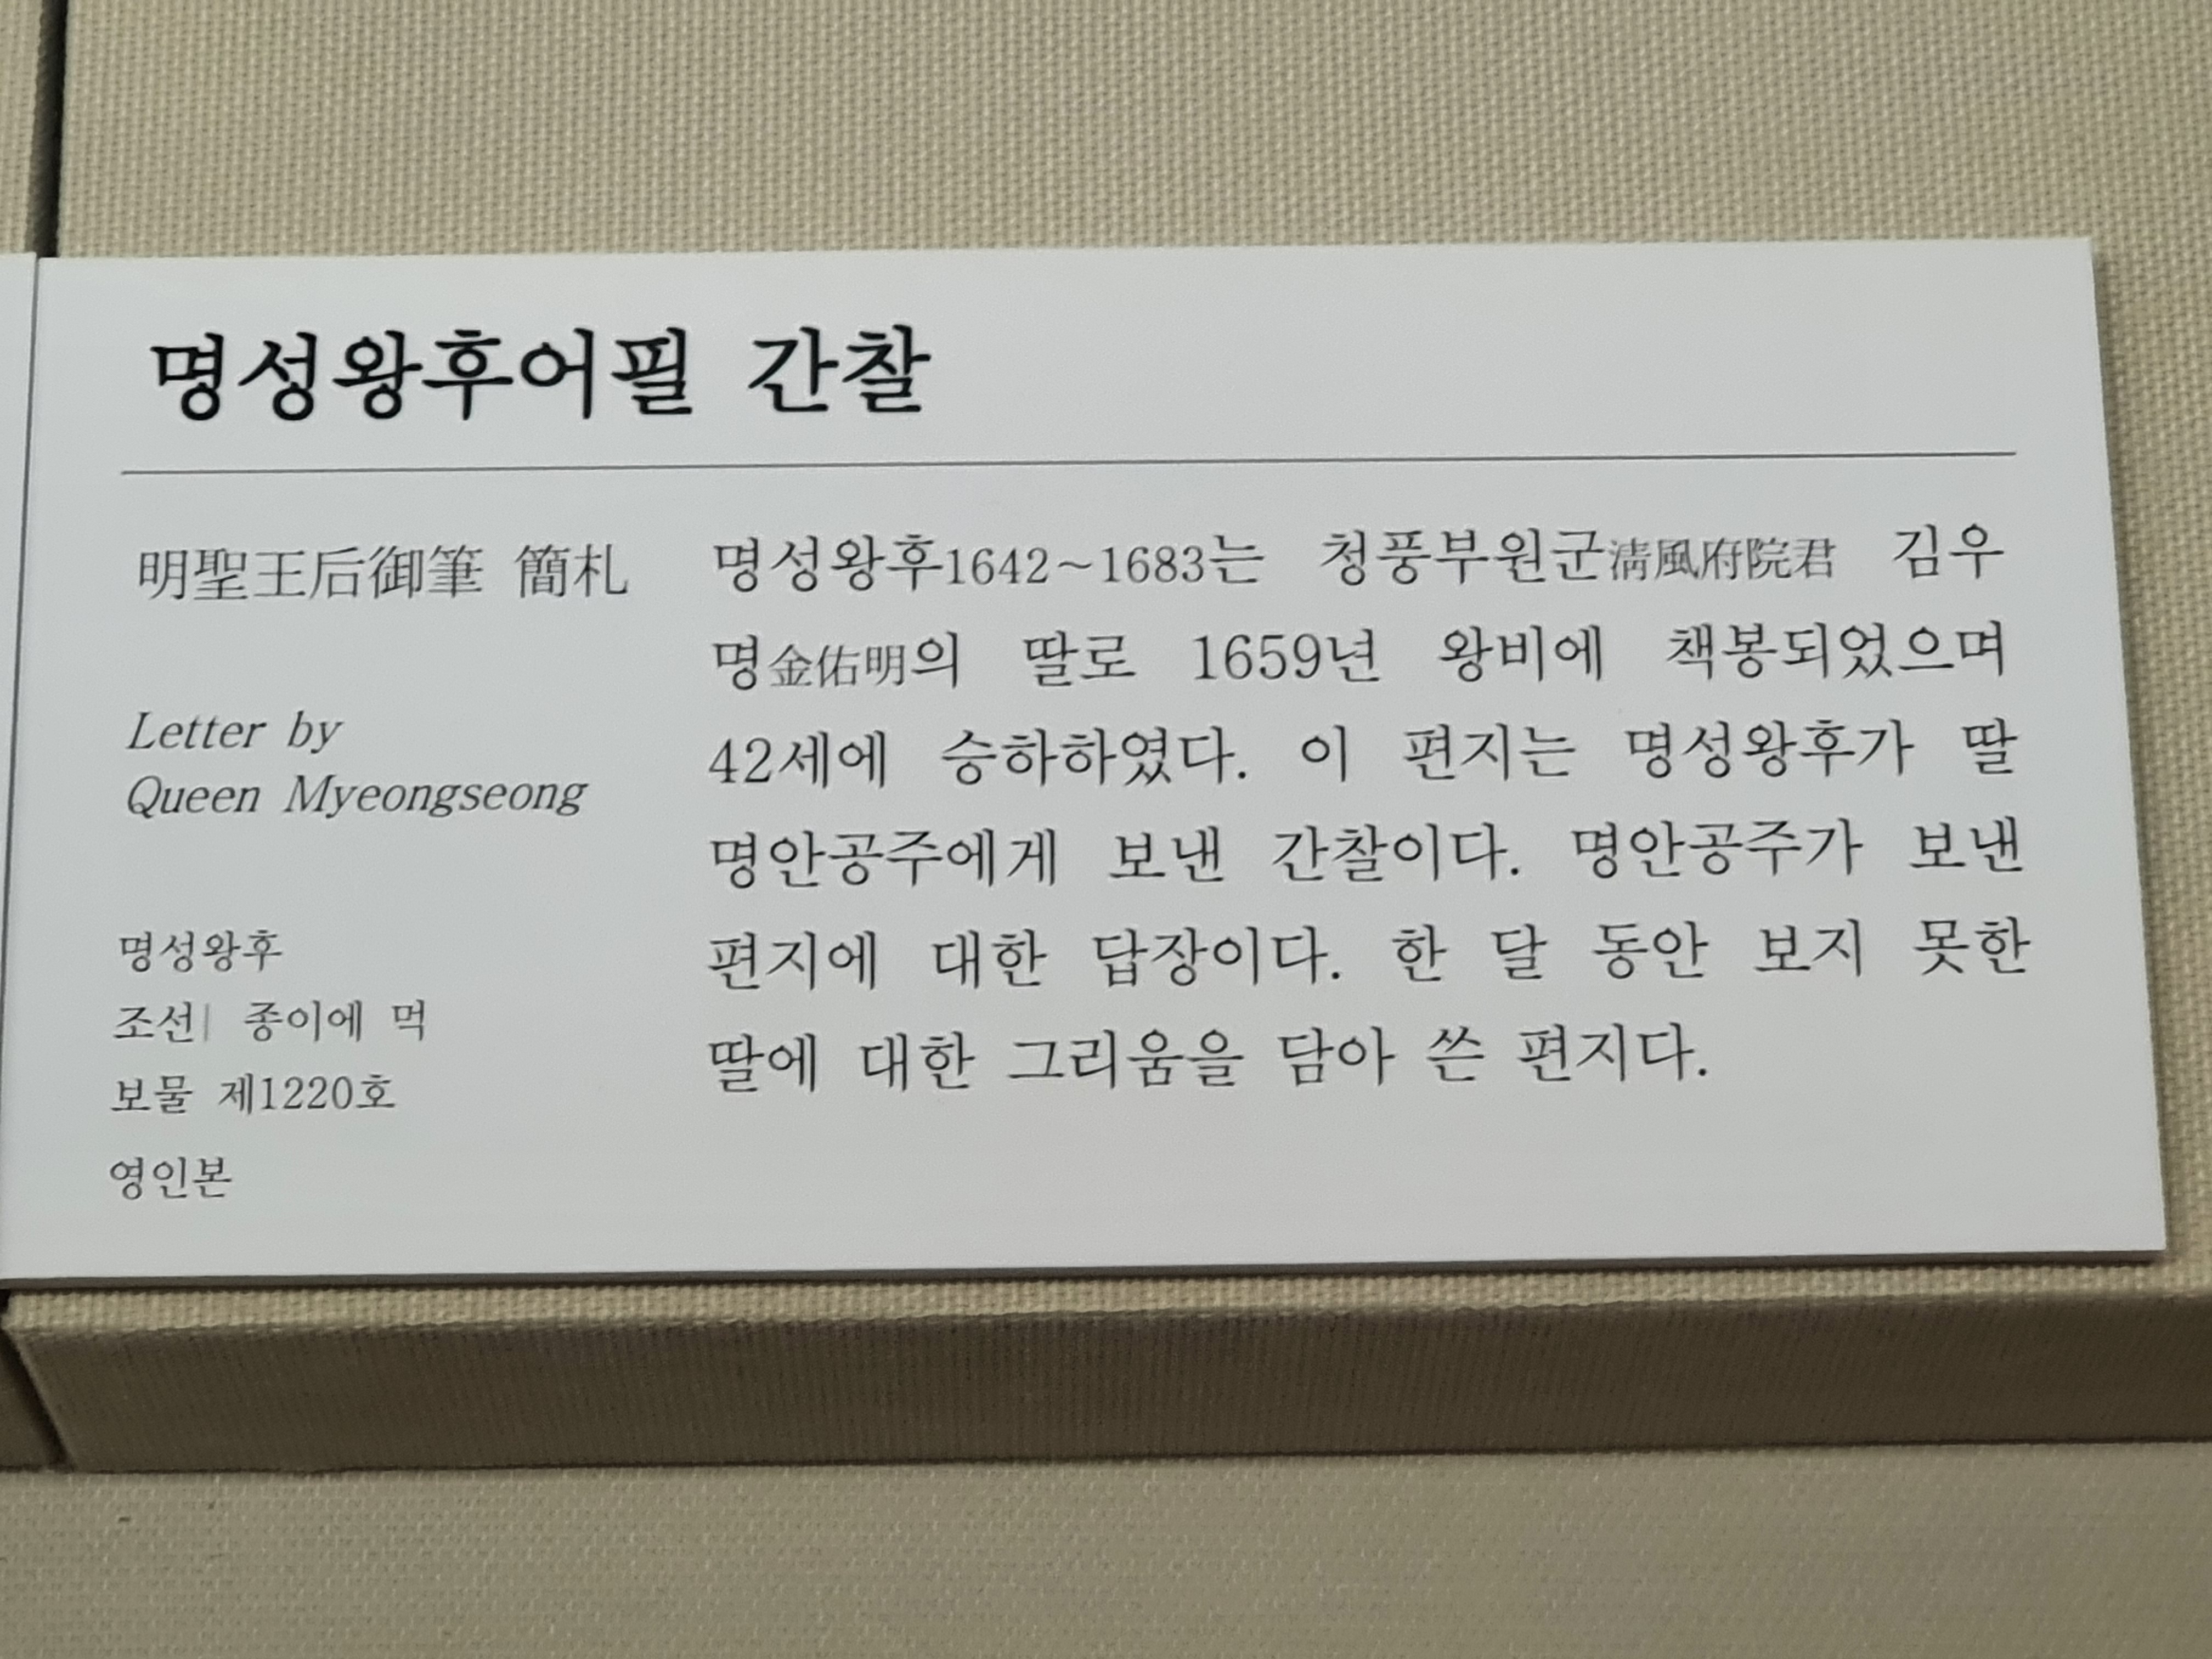 명성왕후어필 간찰
明聖王后御筆 簡札
Letter by
Queen Myeongseong
명성왕후
조선| 종이에 먹
보물 제1220호
영인본
명성왕후1642~1683는 청풍부원군淸風府院君 김우
명金佑明의 딸로 1659년 왕비에 책봉되었으며
42세에 승하하였다. 이 편지는 명성왕후가 딸
명안공주에게 보낸 간찰이다. 명안공주가 보낸
편지에 대한 답장이다. 한 달 동안 보지 못한
딸에 대한 그리움을 담아 쓴 편지다.